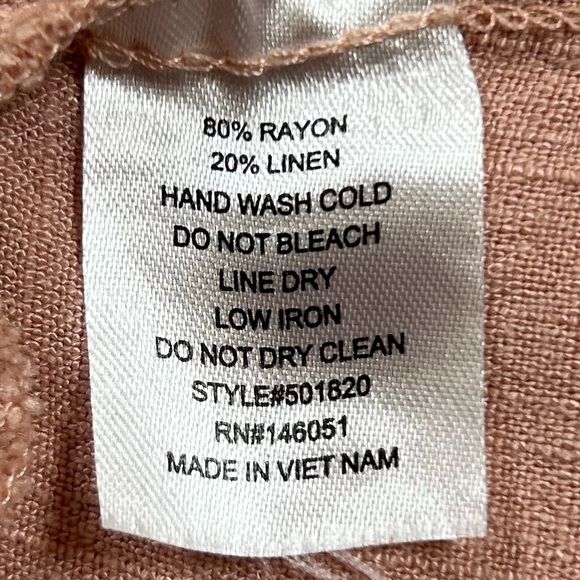 80% RAYON
20% LINEN
HAND WASH COLD
DO NOT BLEACH
LINE DRY
LOW IRON
DO NOT DRY CLEAN
STYLE#501820
RN#146051
MADE IN VIET NAM